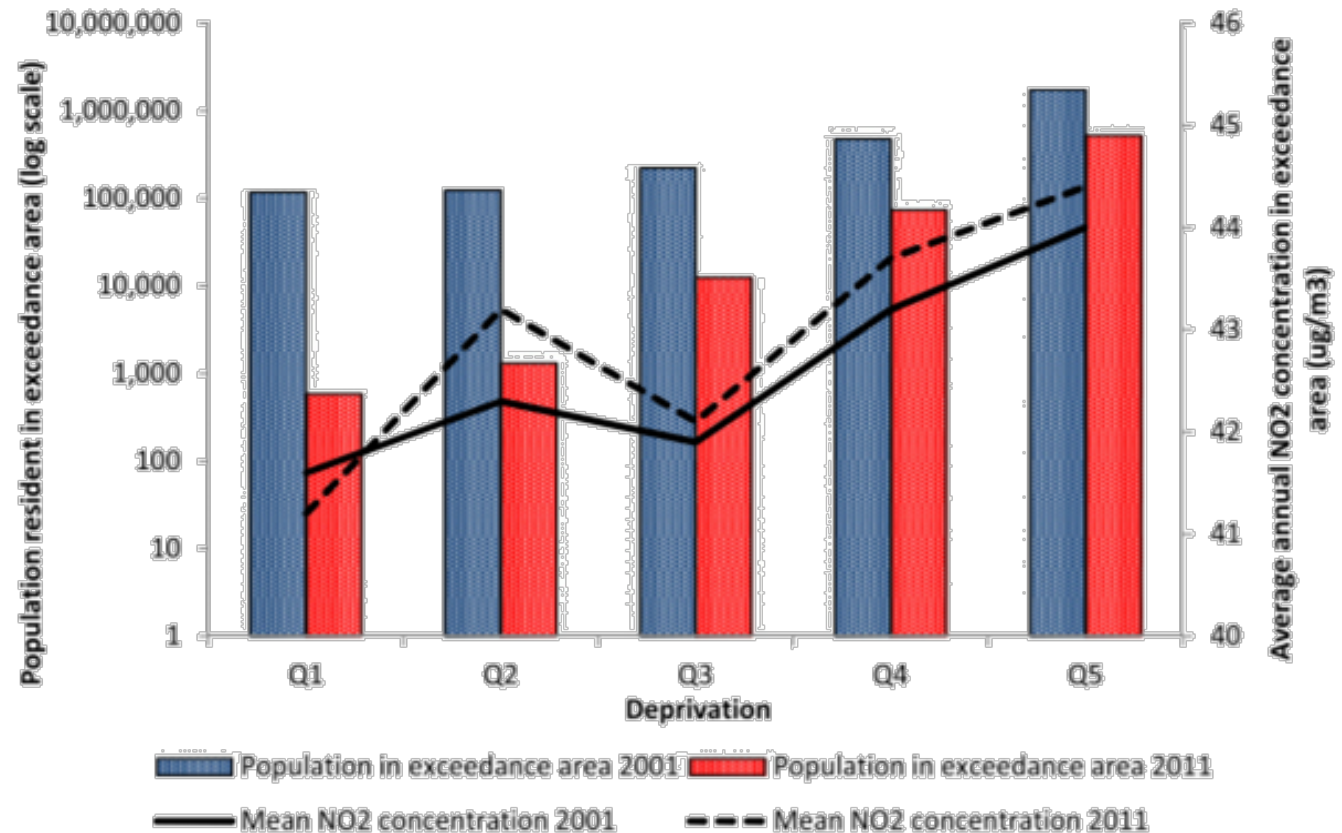 Population resident in exceedance area (log scale)
10,000,000
1,000,000
100,000
10,000
1,000
100
10
1
46
45
44
43
42
41
40
Average annual NO2 concentration in exceedance
area (ug/m3)
Q1 Q2 Q3 Q4 Q5
Deprivation
Population in exceedance area 2001 Population in exceedance area 2011
Mean NO2 concentration 2001 Mean NO2 concentration 2011